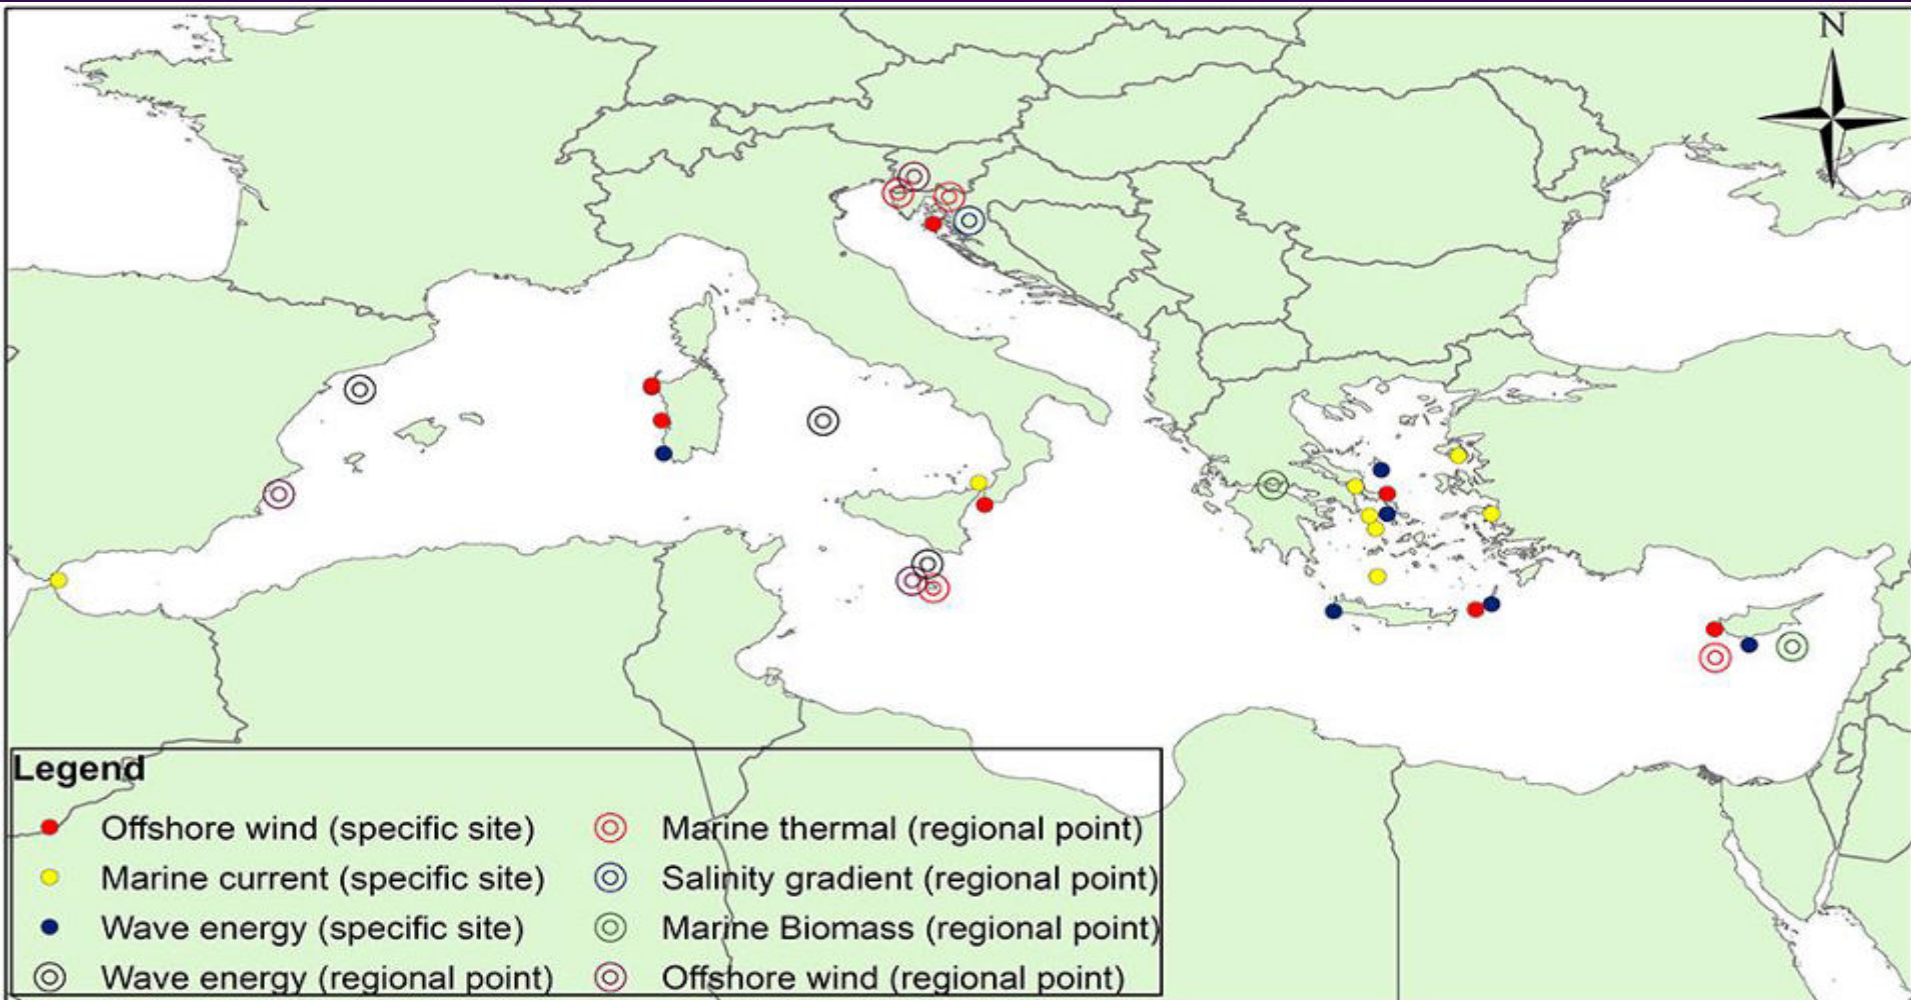 N
Legend
Offshore wind (specific site)
Marine current (specific site)
Wave energy (specific site)
Wave energy (regional point)
Marine thermal (regional point)
Salinity gradient (regional point)
Marine Biomass (regional point)
Offshore wind (regional point)